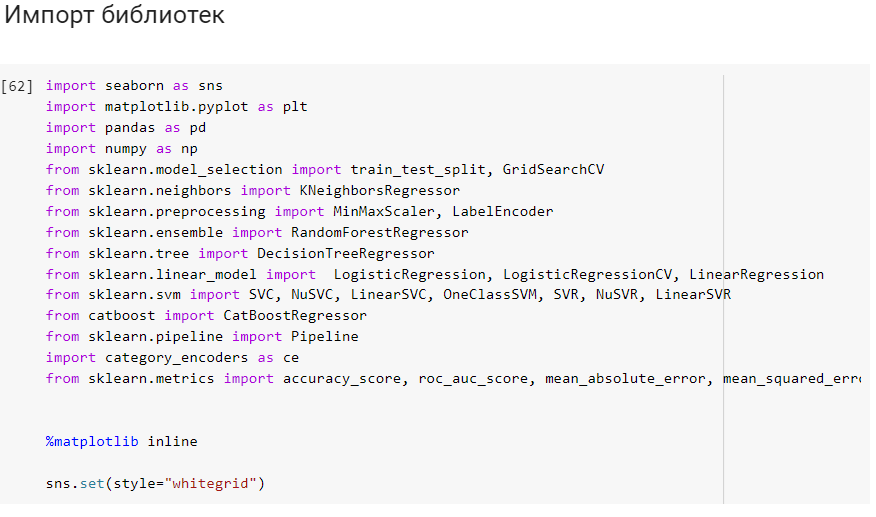 Импорт библиотек
[62] import seaborn as sns
import matplotlib.pyplot as plt
import pandas as pd
import numpy as np
from sklearn.model_selection import train_test_split, GridSearchCV
from sklearn.neighbors import KNeighborsRegressor
from sklearn.preprocessing import MinMaxScaler, LabelEncoder
from sklearn.ensemble import RandomForestRegressor
from sklearn.tree import DecisionTreeRegressor
from sklearn.linear_model import  LogisticRegression, LogisticRegressionCV, LinearRegression
from sklearn.svm import SVC, NuSVC, LinearSVC, OneClassSVM, SVR, NuSVR, LinearSVR
from catboost import CatBoostRegressor
from sklearn.pipeline import Pipeline
import category_encoders as ce
from sklearn.metrics import accuracy_score, roc_auc_score, mean_absolute_error, mean_squared_erro
%matplotlib inline
sns.set(style="whitegrid")